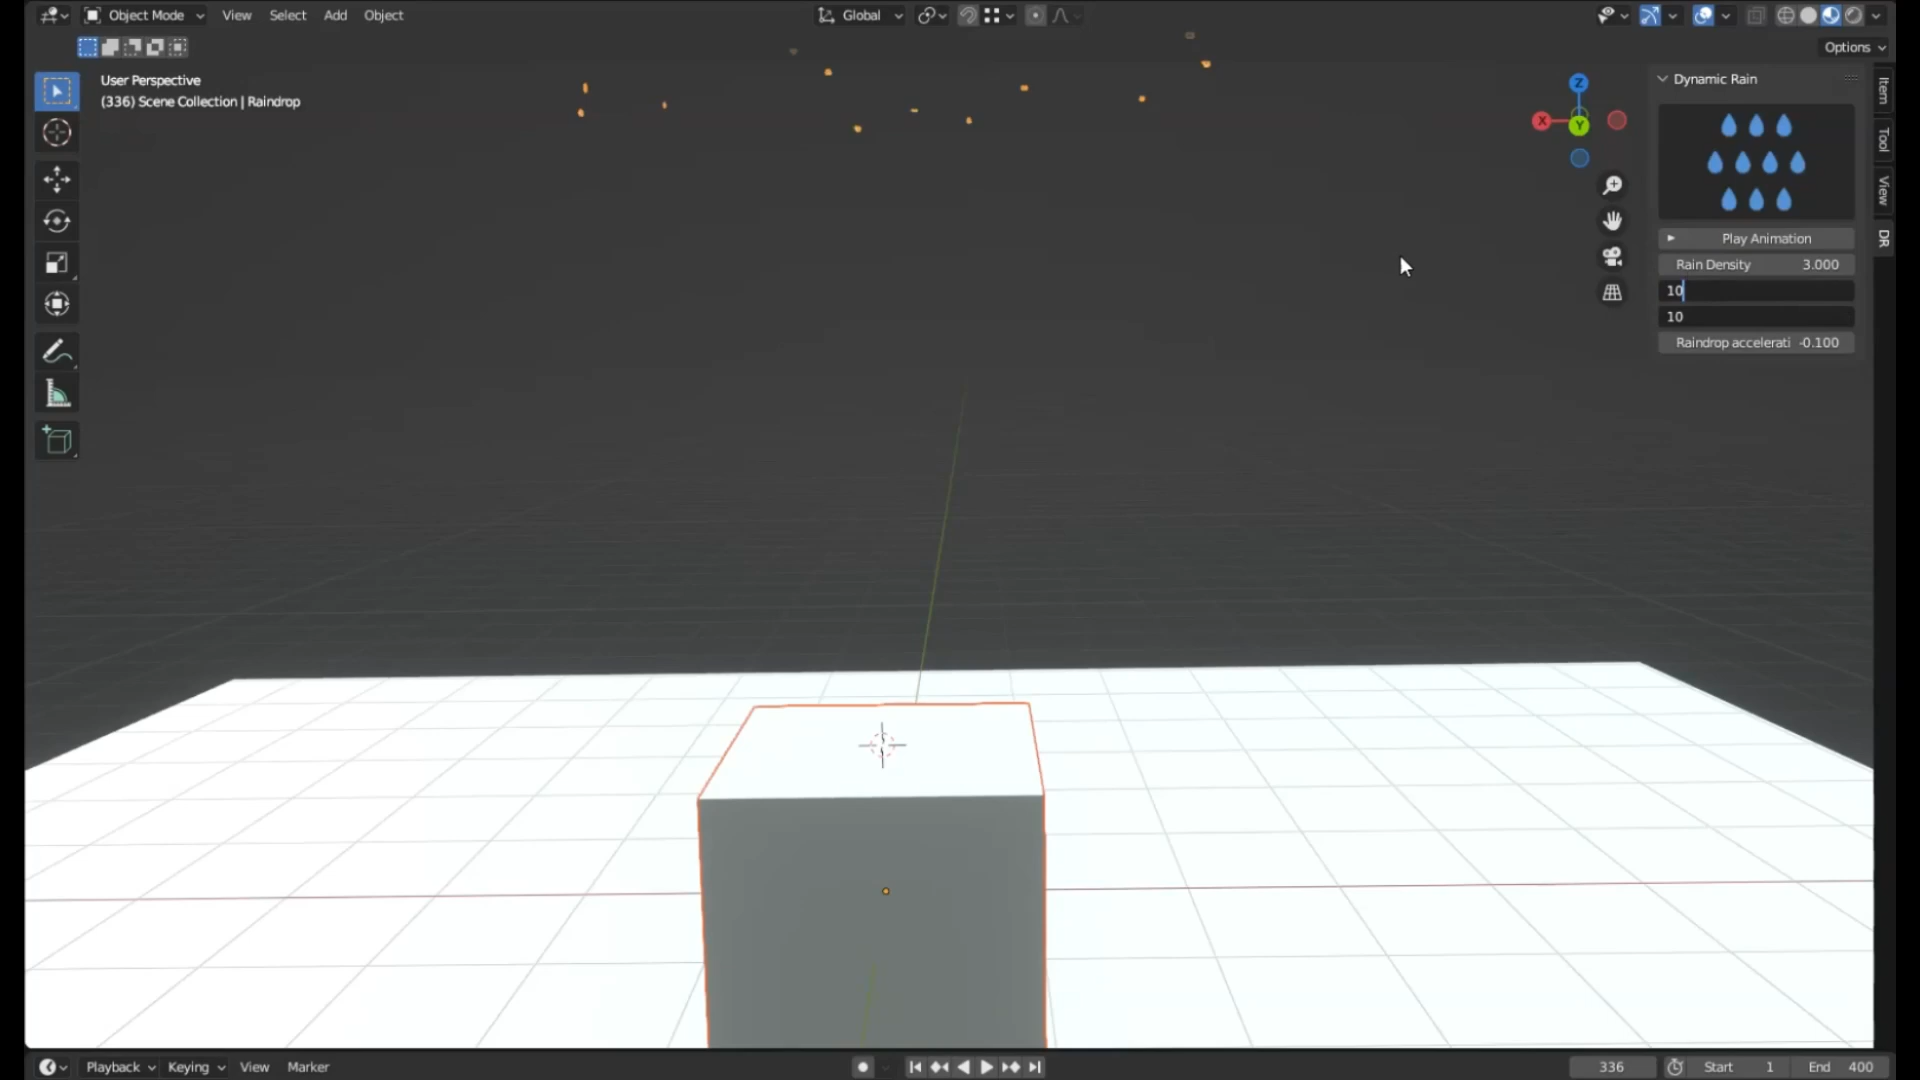 Object Mode View Select Add Object Global
Options
User Perspective
(336) Scene Collection | Raindrop
Z
X
Y
Dynamic Rain
Play Animation
Rain Density 3.000
10
10
Raindrop accelerati -0.100
Item
Tool
View
DR
Playback Keying View Marker 336 Start 1 End 400